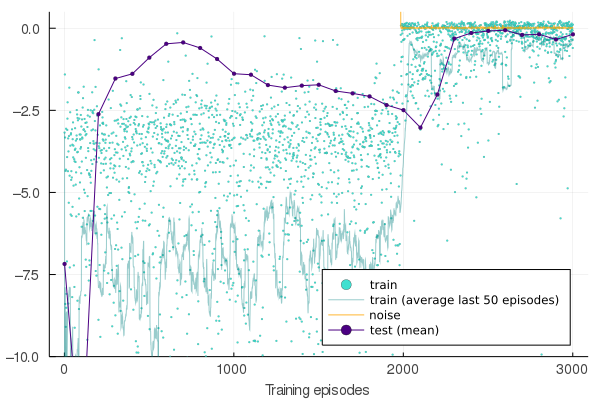 0.0
−2.5
−5.0
−7.5
−10.0
0
1000
2000
3000
Training episodes
train
train (average last 50 episodes)
noise
test (mean)